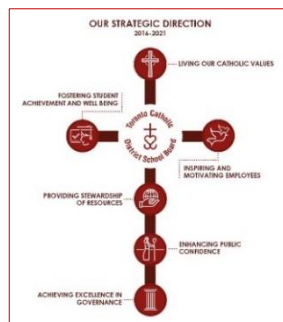 OUR STRATEGIC DIRECTION
2016-2021
LIVING OUR CATHOLIC VALUES
FOSTERING STUDENT
ACHIEVEMENT AND WELL BEING
Toronto Catholic
District School Board
INSPIRING AND
MOTIVATING EMPLOYEES
PROVIDING STEWARDSHIP
OF RESOURCES
ENHANCING PUBLIC
CONFIDENCE
ACHIEVING EXCELLENCE IN
GOVERNANCE